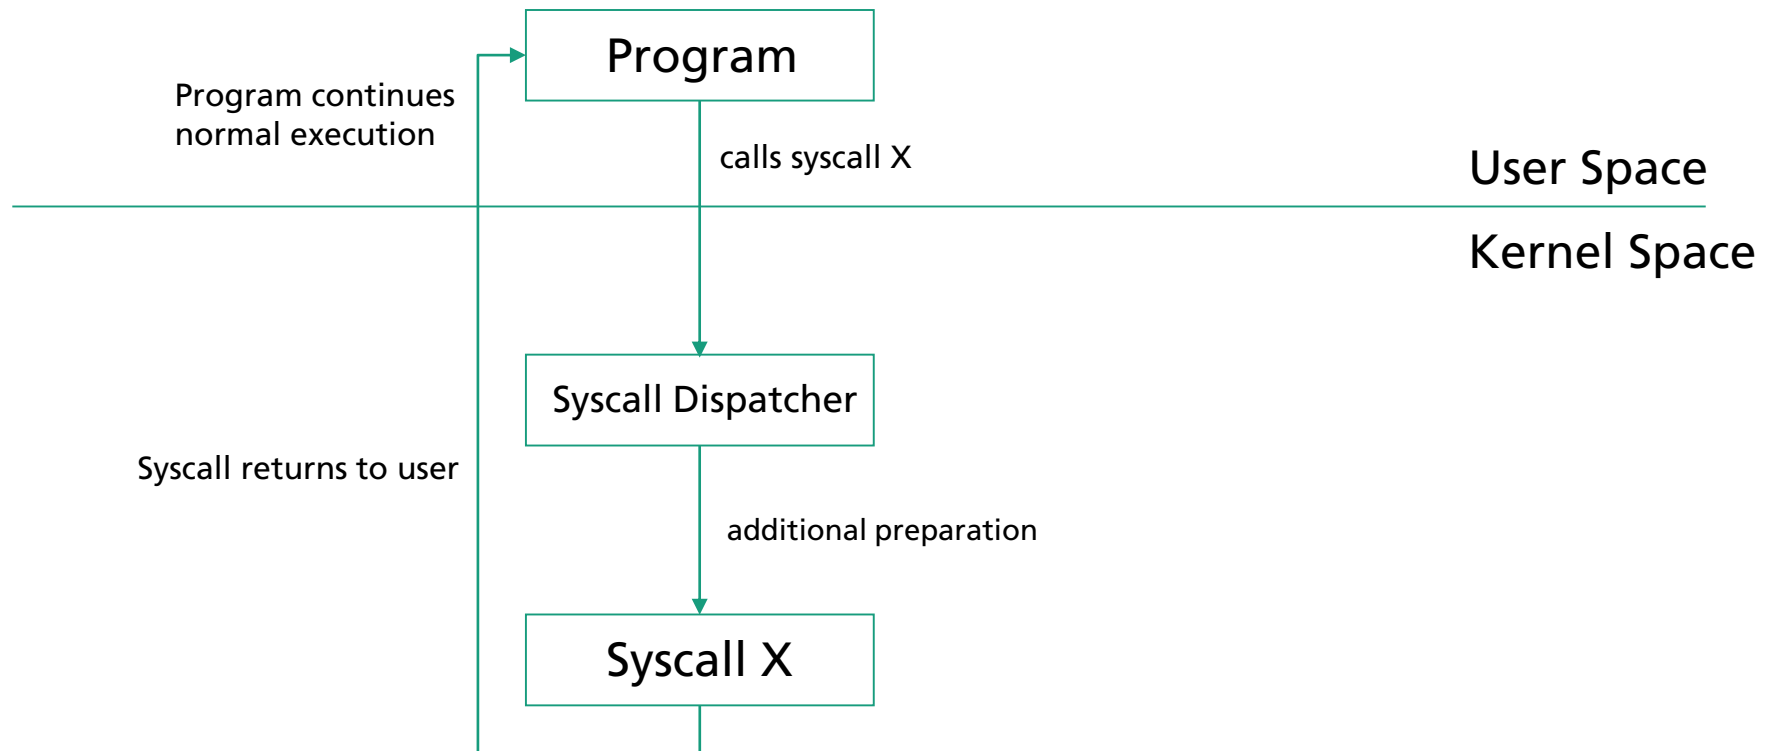 Program
Program continues
normal execution
calls syscall X
User Space
Kernel Space
Syscall Dispatcher
Syscall returns to user
additional preparation
Syscall X